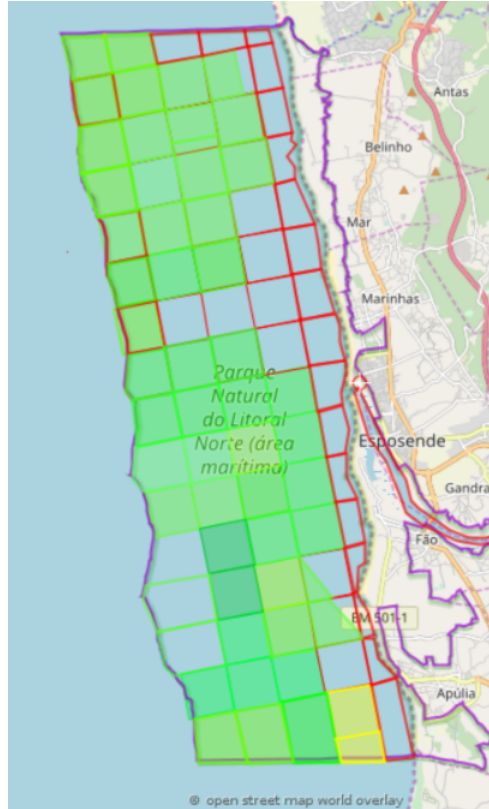 Antas
Belinho
Mar
Marinhas
Parque
Natural
do Litoral
Norte (área
marítima)
Esposende
Gandra
Fão
EM 501-1
Apúlia
© open street map world overlay